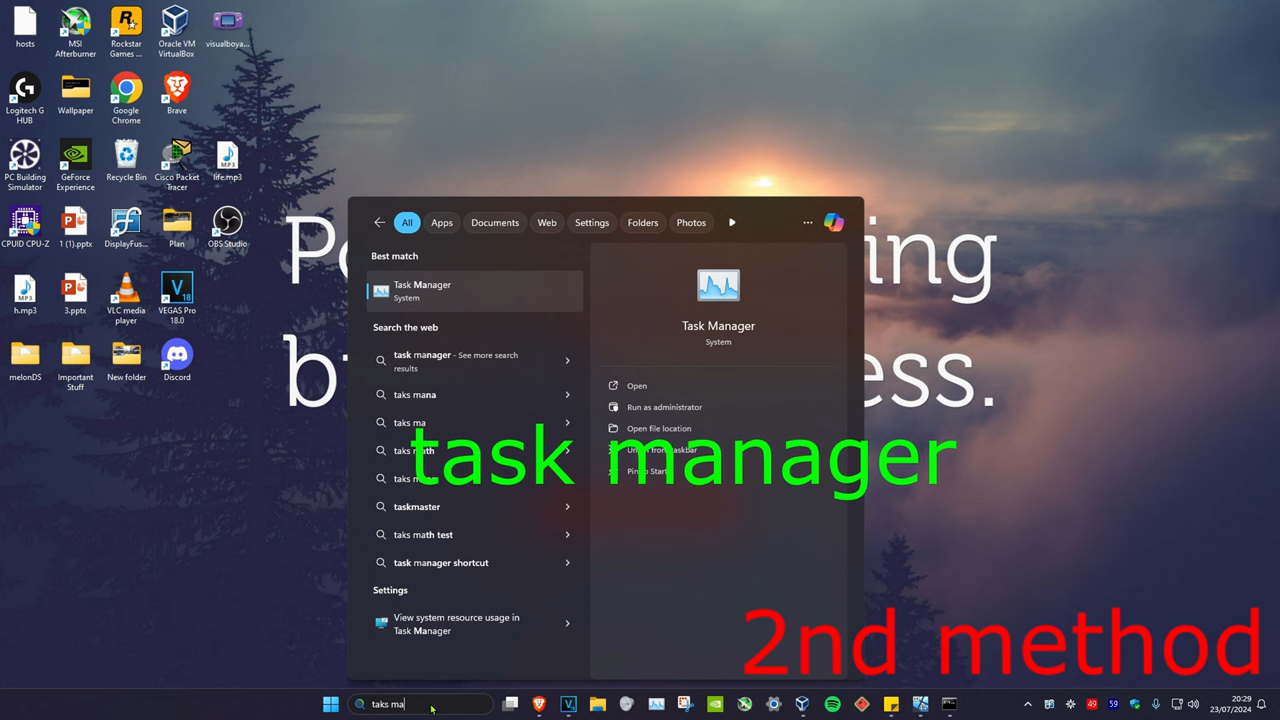 hosts
MSI Afterburner
Rockstar Games ...
Oracle VM VirtualBox
visualboya...
Logitech G HUB
Wallpaper
Google Chrome
Brave
PC Building Simulator
GeForce Experience
Recycle Bin
Cisco Packet Tracer
life.mp3
CPUID CPU-Z
1 (1).pptx
DisplayFus...
Plan
OBS Studio
h.mp3
3.pptx
VLC media player
VEGAS Pro 18.0
melonDS
Important Stuff
New folder
Discord
All
Apps
Documents
Web
Settings
Folders
Photos
Best match
Task Manager
System
Search the web
task manager - See more search
results
taks mana
taks ma
taskmaster
taks math test
task manager shortcut
Settings
View system resource usage in
Task Manager
Task Manager
System
Open
Run as administrator
Open file location
Pin to Start
task manager
2nd method
taks ma
49
59
20:29
23/07/2024